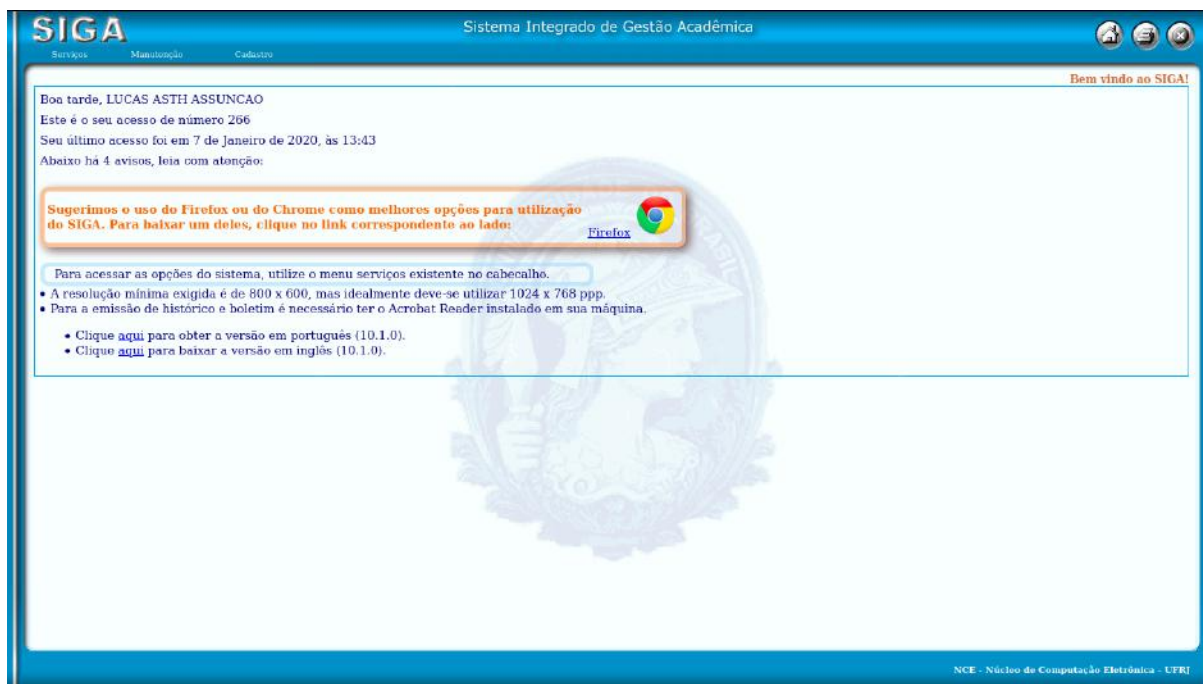 SIGA
Sistema Integrado de Gestão Acadêmica
Serviços Manutenção Cadastro
Bem vindo ao SIGA!
Boa tarde, LUCAS ASTH ASSUNCAO
Este é o seu acesso de número 266
Seu último acesso foi em 7 de Janeiro de 2020, às 13:43
Abaixo há 4 avisos, leia com atenção:
Sugerimos o uso do Firefox ou do Chrome como melhores opções para utilização
do SIGA. Para baixar um deles, clique no link correspondente ao lado:
Firefox
Para acessar as opções do sistema, utilize o menu serviços existente no cabecalho.
• A resolução mínima exigida é de 800 x 600, mas idealmente deve-se utilizar 1024 x 768 ppp.
• Para a emissão de histórico e boletim é necessário ter o Acrobat Reader instalado em sua máquina.
• Clique aqui para obter a versão em português (10.1.0).
• Clique aqui para baixar a versão em inglês (10.1.0).
NCE - Núcleo de Computação Eletrônica - UFRJ